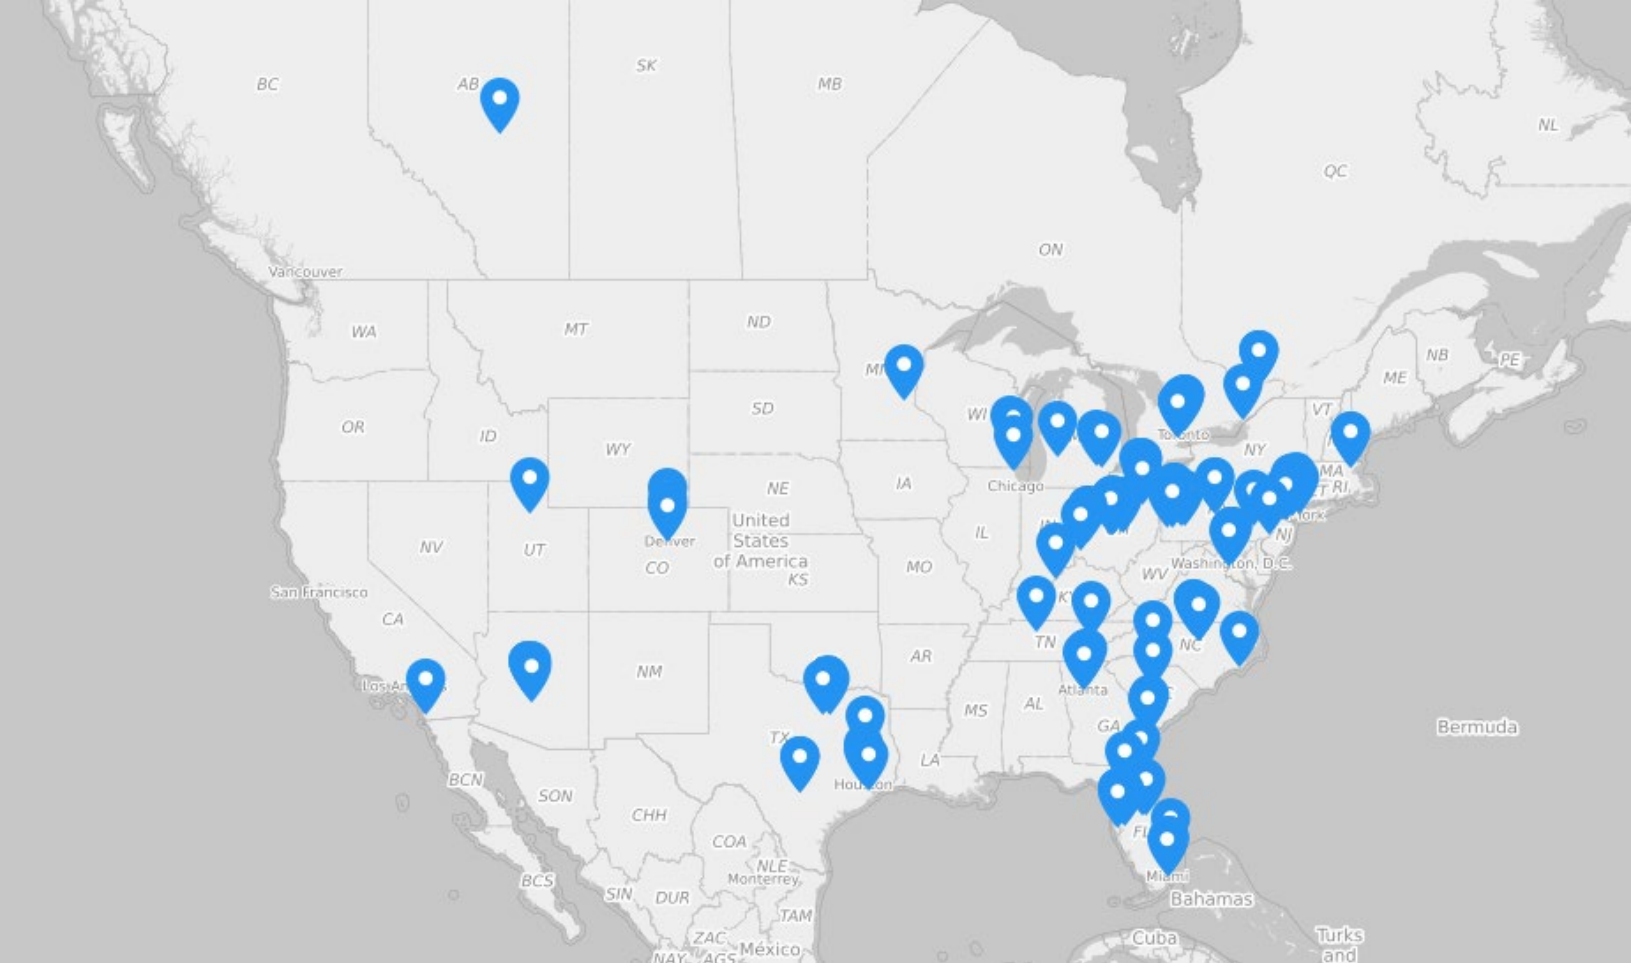 SK
BC
AB
MB
NL
QC
ON
Vancouver
WA
MT
ND
NB
PE
ME
OR
ID
SD
WI
VT
Toronto
WY
NY
MA
RI
NE
IA
Chicago
United
States
of America
NV
UT
Denver
CO
KS
IL
MO
NJ
Washington, D.C.
WV
San Francisco
CA
TN
NC
AR
NM
Los Angeles
Atlanta
MS
AL
GA
Bermuda
TX
LA
Houston
BCN
SON
CHH
COA
NLE
Monterrey
FL
Miami
BCS
SIN
DUR
Bahamas
TAM
ZAC
México
NAY
AGS
Cuba
Turks
and